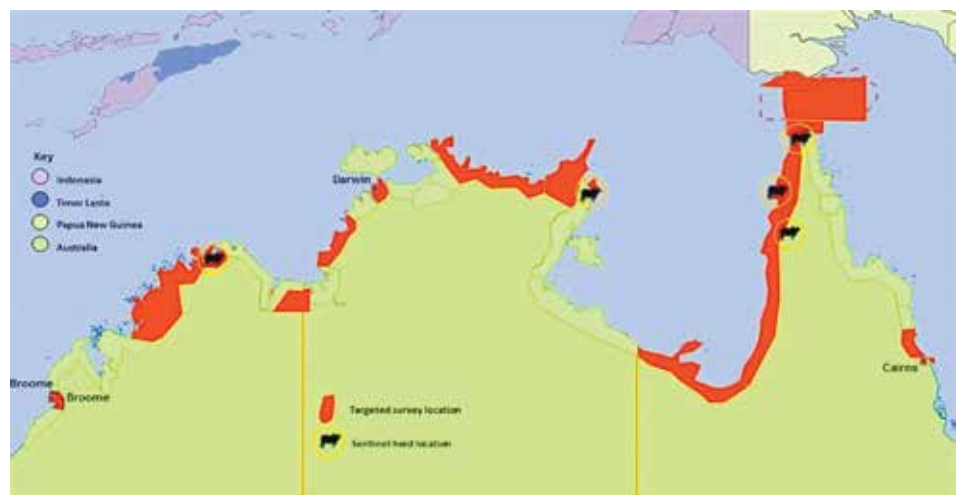 Key
Indonesia
Timor Leste
Papua New Guinea
Australia
Darwin
Broome
Broome
Cairns
Targeted survey location
Sentinel herd location